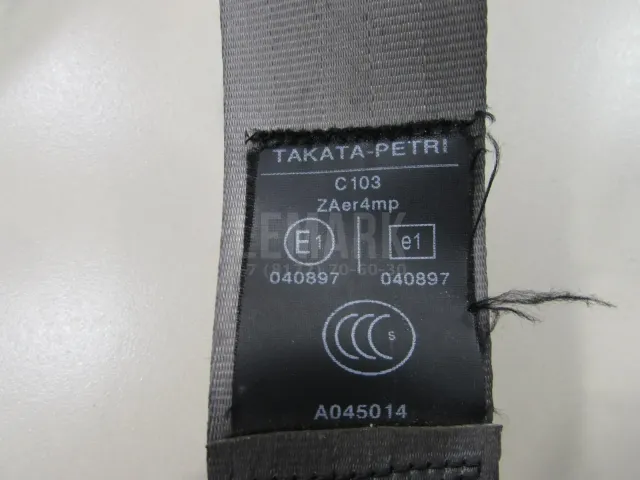 TAKATA-PETRI
C103
ZAer4mp
E1 e1
040897 040897
CCC S
A045014